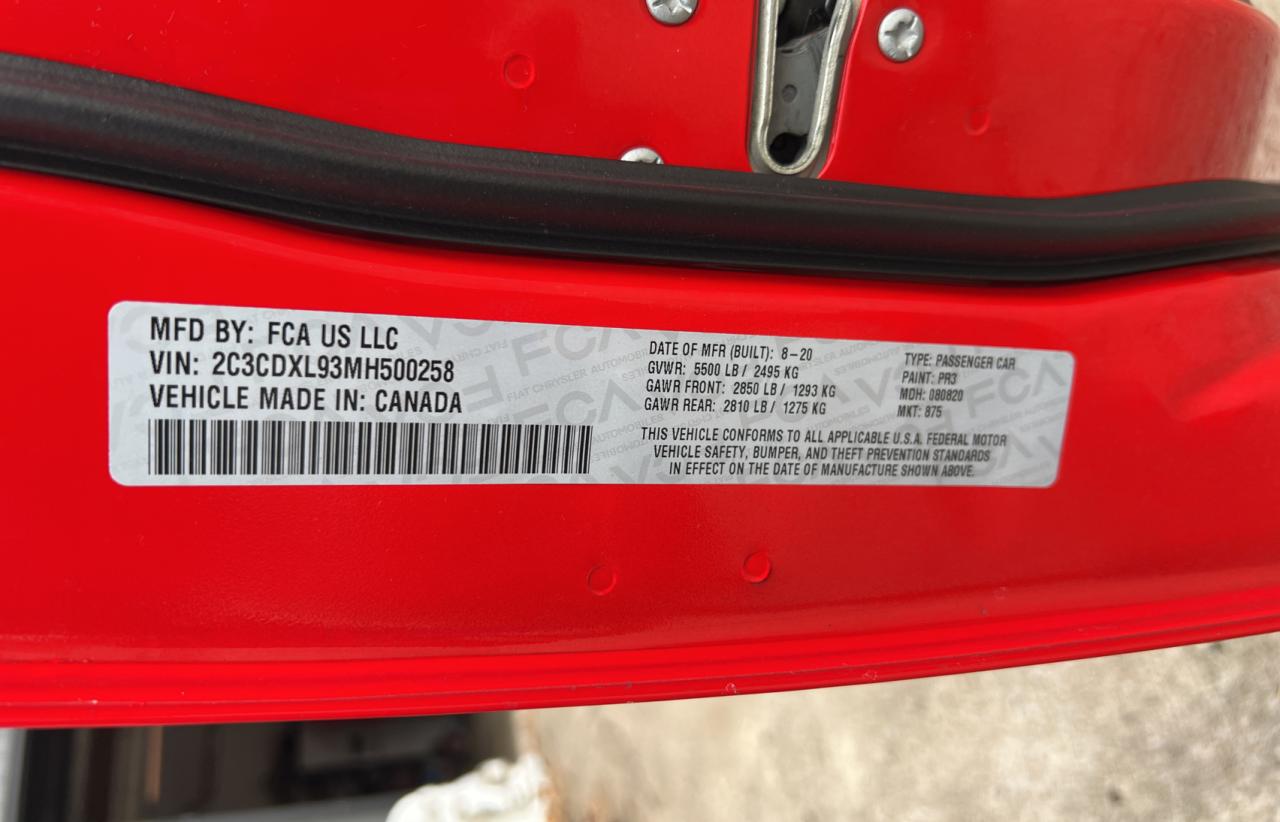 MFD BY: FCA US LLC
VIN: 2C3CDXL93MH500258
VEHICLE MADE IN: CANADA
DATE OF MFR (BUILT): 8-20
GVWR: 5500 LB / 2495 KG
GAWR FRONT: 2850 LB / 1293 KG
GAWR REAR: 2810 LB / 1275 KG
TYPE: PASSENGER CAR
PAINT: PR3
MDH: 080820
MKT: 875
THIS VEHICLE CONFORMS TO ALL APPLICABLE U.S.A. FEDERAL MOTOR
VEHICLE SAFETY, BUMPER, AND THEFT PREVENTION STANDARDS
IN EFFECT ON THE DATE OF MANUFACTURE SHOWN ABOVE.